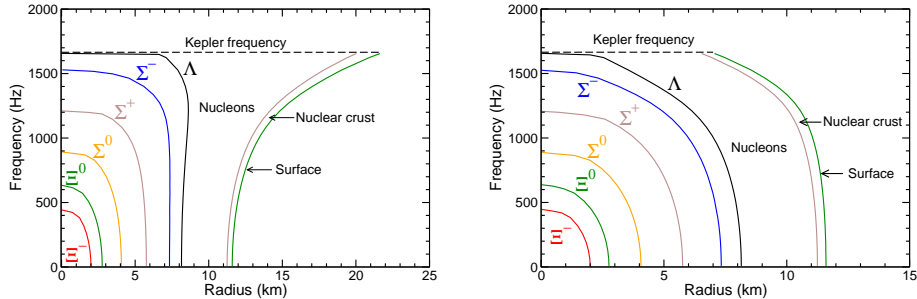 Kepler frequency
Σ⁻
Λ
Σ⁺
Nucleons
Nuclear crust
Σ⁰
Ξ⁰
Surface
Ξ⁻
Frequency (Hz)
0
500
1000
1500
0 5 10 15 20 25
Radius (km)
Kepler frequency
Λ
Σ⁻
Σ⁺
Nuclear crust
Nucleons
Σ⁰
Ξ⁰
Surface
Ξ⁻
Frequency (Hz)
0
500
1000
1500
0 5 10 15
Radius (km)